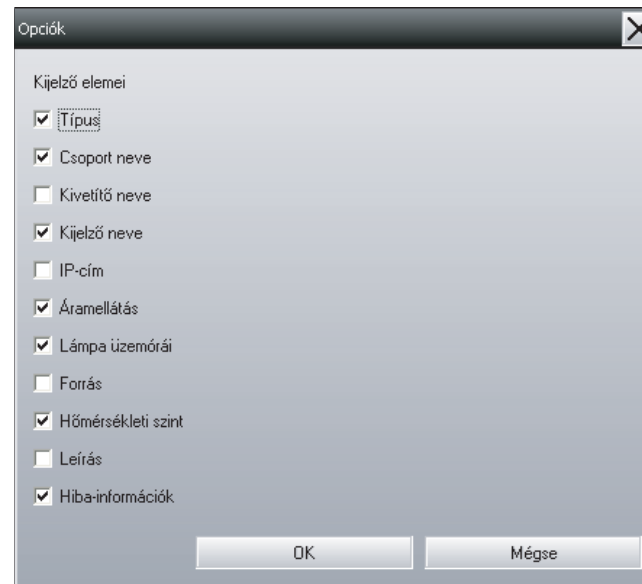 Opciók
Kijelző elemei
Típus
Csoport neve
Kivetítő neve
Kijelző neve
IP-cím
Áramellátás
Lámpa üzemórái
Forrás
Hőmérsékleti szint
Leírás
Hiba-információk
OK Mégse